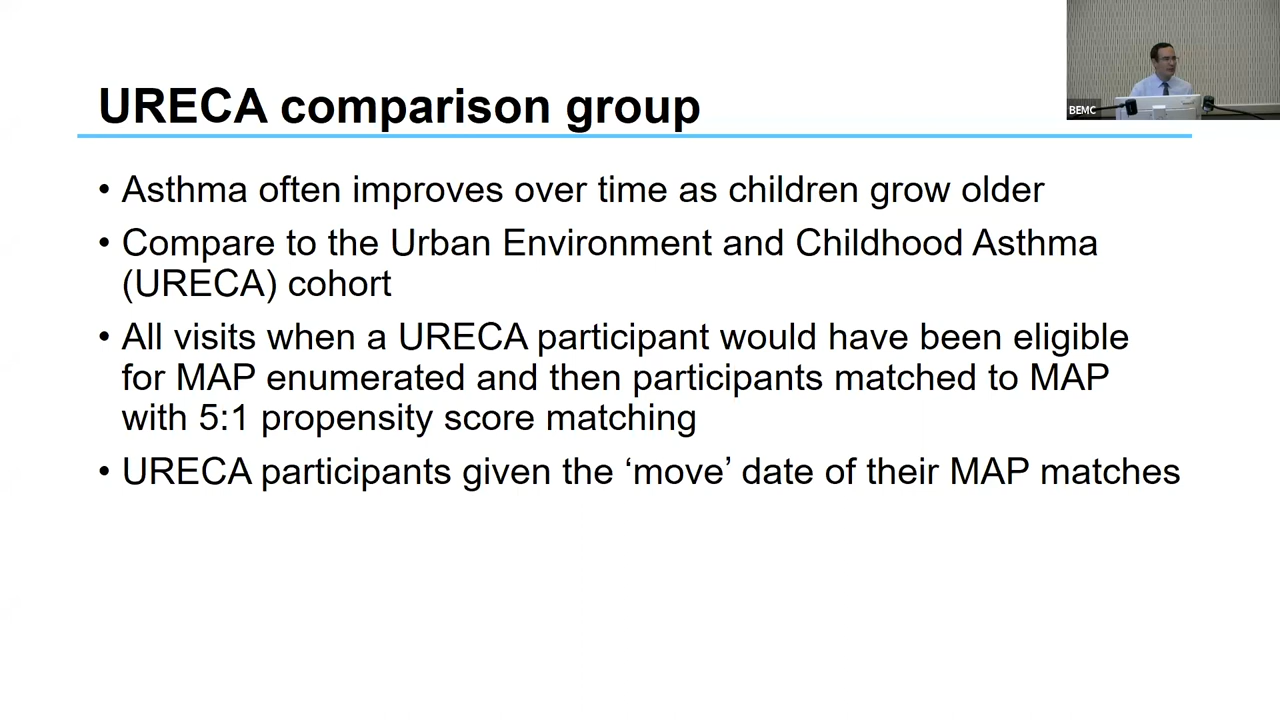 URECA comparison group
BEMC
• Asthma often improves over time as children grow older
• Compare to the Urban Environment and Childhood Asthma
(URECA) cohort
• All visits when a URECA participant would have been eligible
for MAP enumerated and then participants matched to MAP
with 5:1 propensity score matching
• URECA participants given the ‘move’ date of their MAP matches